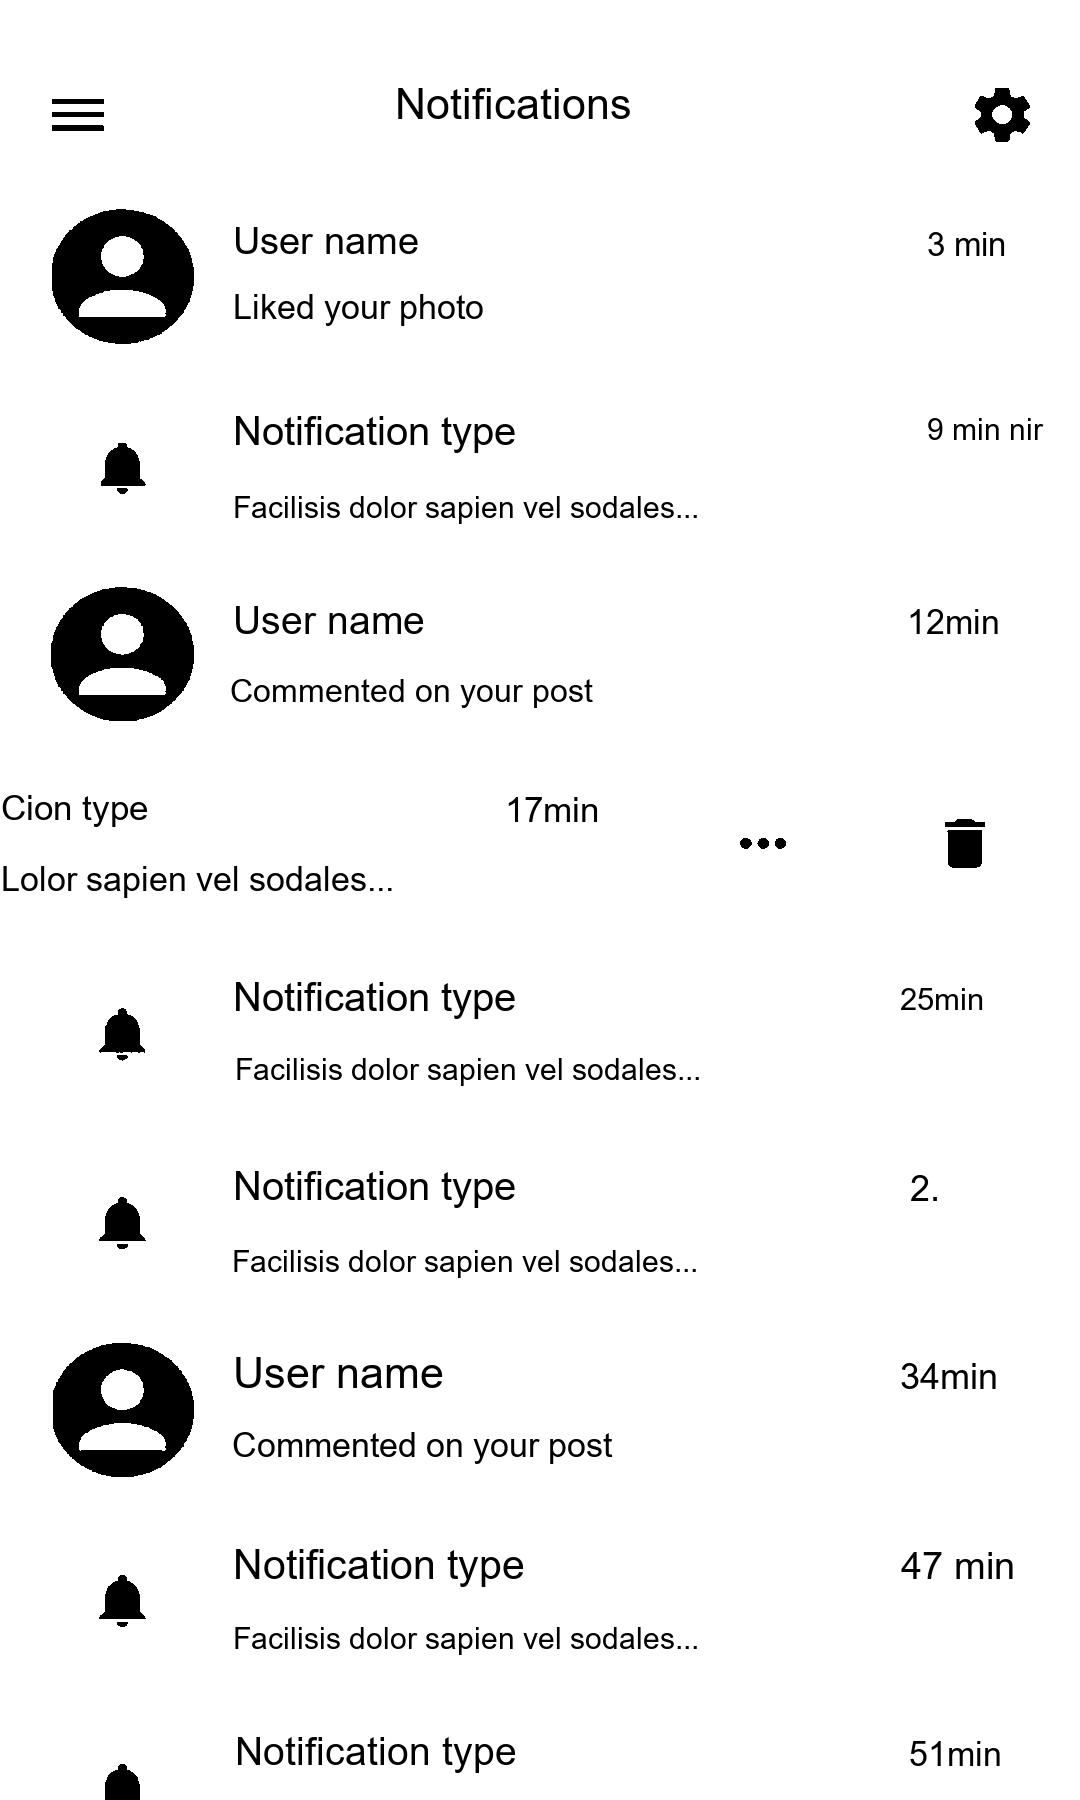 Notifications
User name 3 min
Liked your photo
Notification type 9 min nir
Facilisis dolor sapien vel sodales...
User name 12min
Commented on your post
Cion type 17min
Lolor sapien vel sodales...
Notification type 25min
Facilisis dolor sapien vel sodales...
Notification type 2.
Facilisis dolor sapien vel sodales...
User name 34min
Commented on your post
Notification type 47 min
Facilisis dolor sapien vel sodales...
Notification type 51min